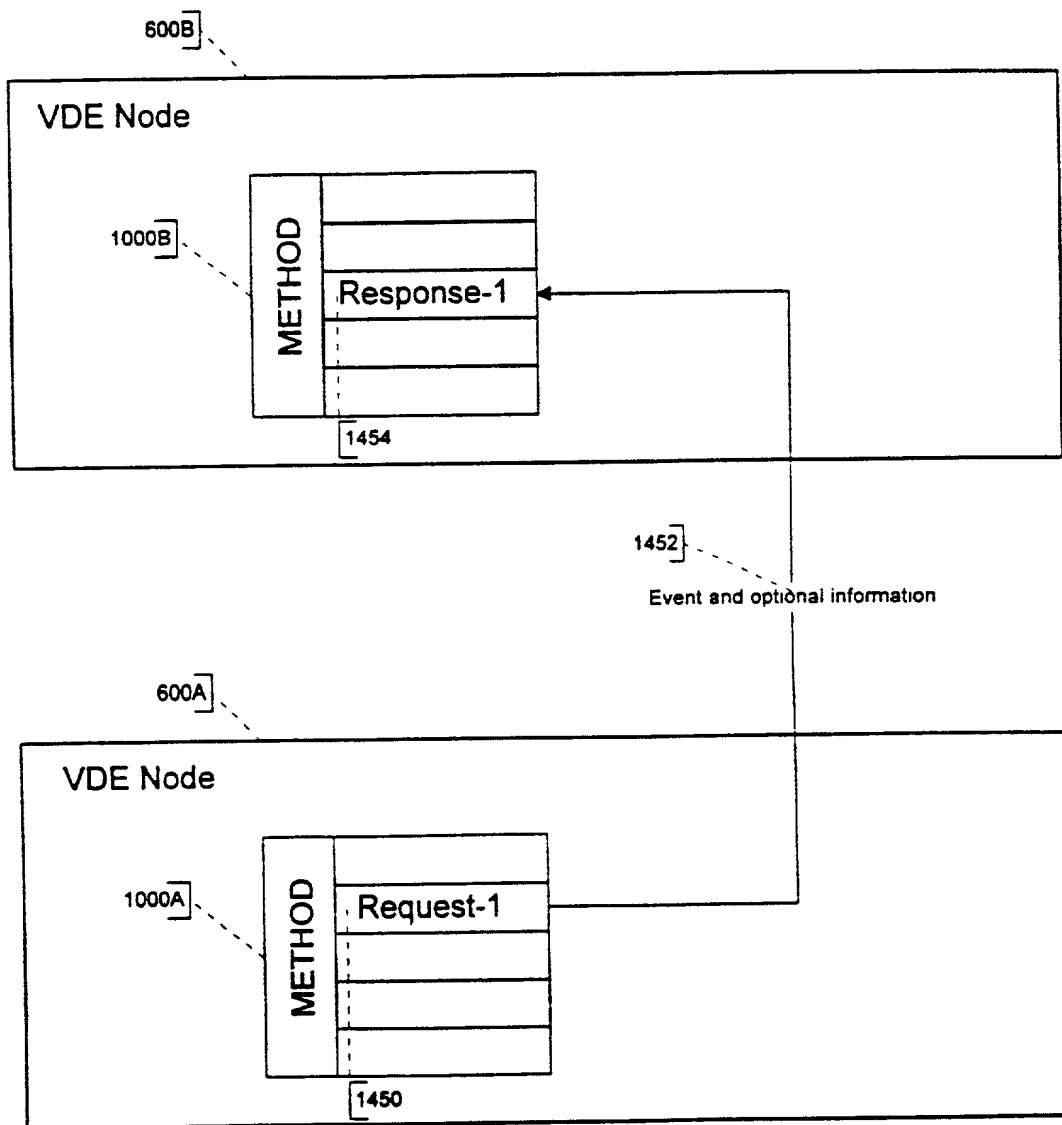 600B
VDE Node
1000B
METHOD
Response-1
1454
1452
Event and optional information
600A
VDE Node
1000A
METHOD
Request-1
1450